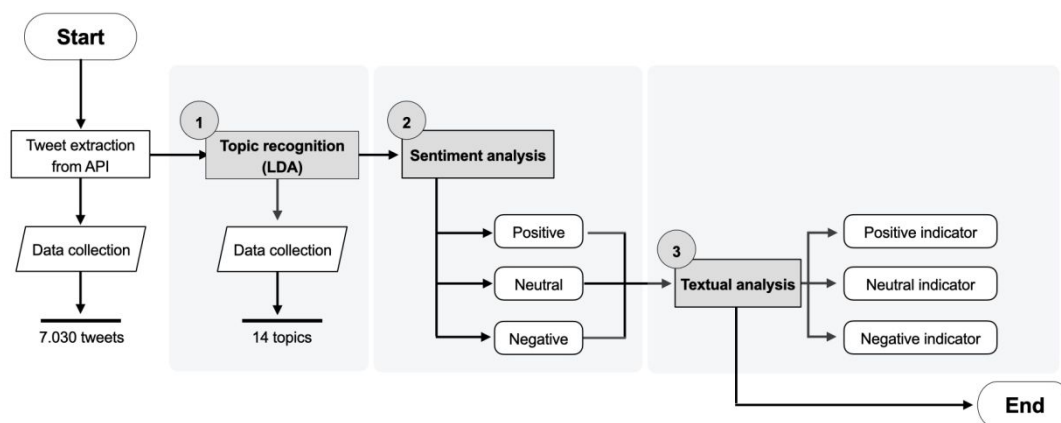 Start
Tweet extraction
from API
Data collection
7.030 tweets
1
Topic recognition
(LDA)
Data collection
14 topics
2
Sentiment analysis
Positive
Neutral
Negative
3
Textual analysis
Positive indicator
Neutral indicator
Negative indicator
End